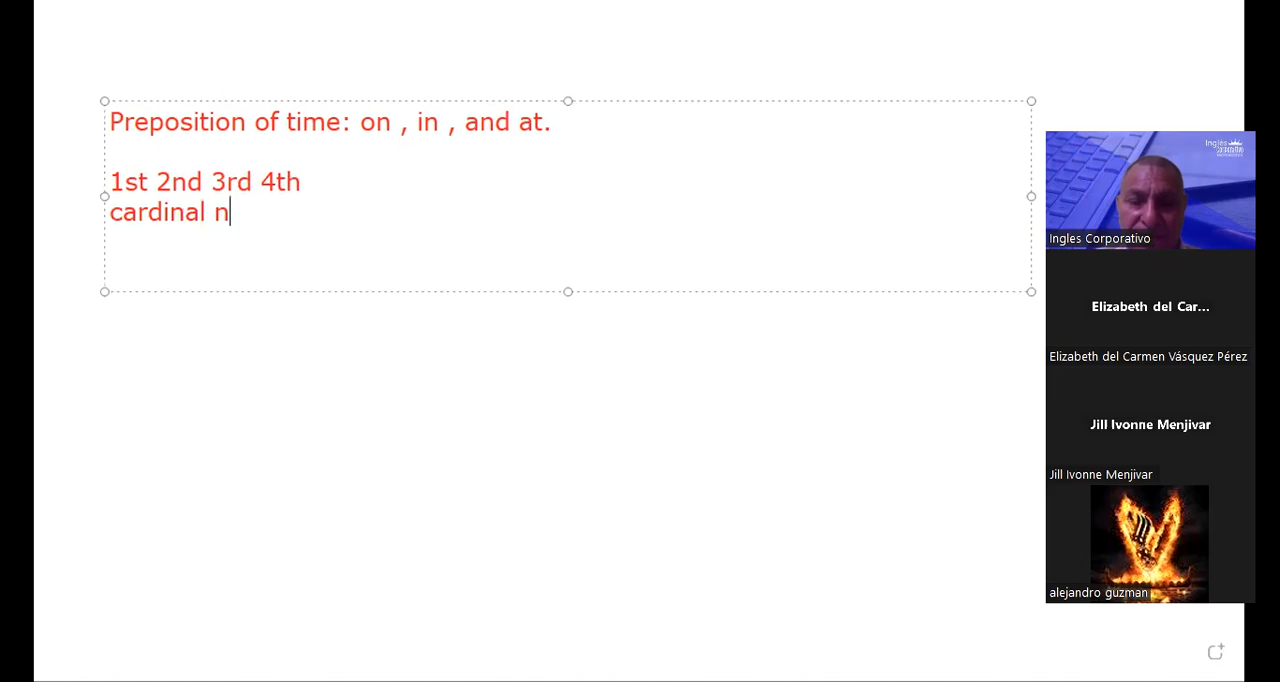 Preposition of time: on , in , and at.
1st 2nd 3rd 4th
cardinal n
Ingles
Ingles Corporativo
Elizabeth del Car...
Elizabeth del Carmen Vásquez Pérez
Jill Ivonne Menjivar
Jill Ivonne Menjivar
alejandro guzman